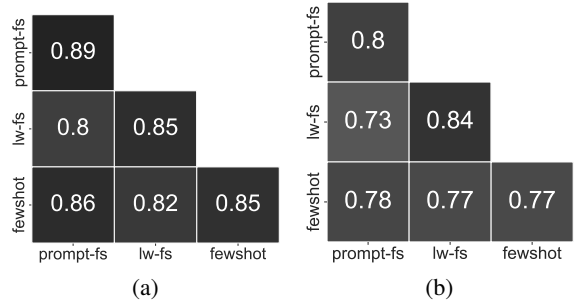 prompt-fs
0.89
lw-fs
0.8 0.85
fewshot
0.86 0.82 0.85
prompt-fs lw-fs fewshot
(a)
prompt-fs
0.8
lw-fs
0.73 0.84
fewshot
0.78 0.77 0.77
prompt-fs lw-fs fewshot
(b)